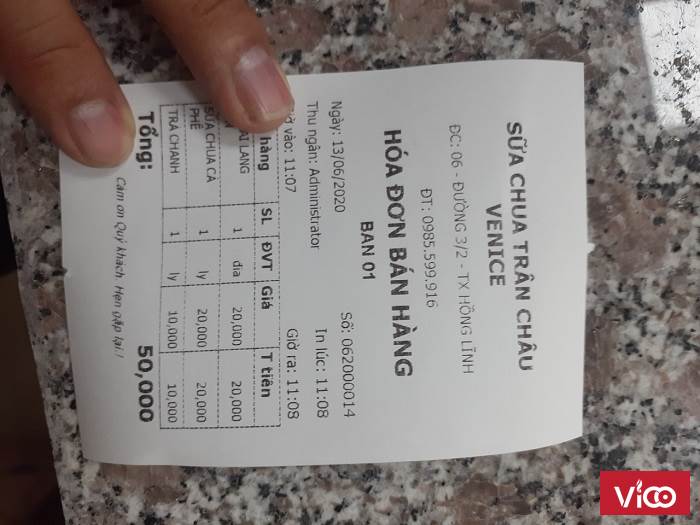 SỮA CHUA TRÂN CHÂU
VENICE
ĐC: 06 - ĐƯỜNG 3/2 - TX HỒNG LĨNH
ĐT: 0985.599.916
HÓA ĐƠN BÁN HÀNG
BAN 01
Số: 062000014
Ngày: 13/06/2020 In lúc: 11:08
Thu ngân: Administrator
vào: 11:07 Giờ ra: 11:08
hàng SL ĐVT Giá T tiền
LANG 1 dia 20,000 20,000
SỮA CHUA CÀ 1 ly 20,000 20,000
PHÊ
TRÀ CHANH 1 ly 10,000 10,000
Tổng: 50,000
Cảm ơn Quý khách Hẹn gặp lại!
ViCO